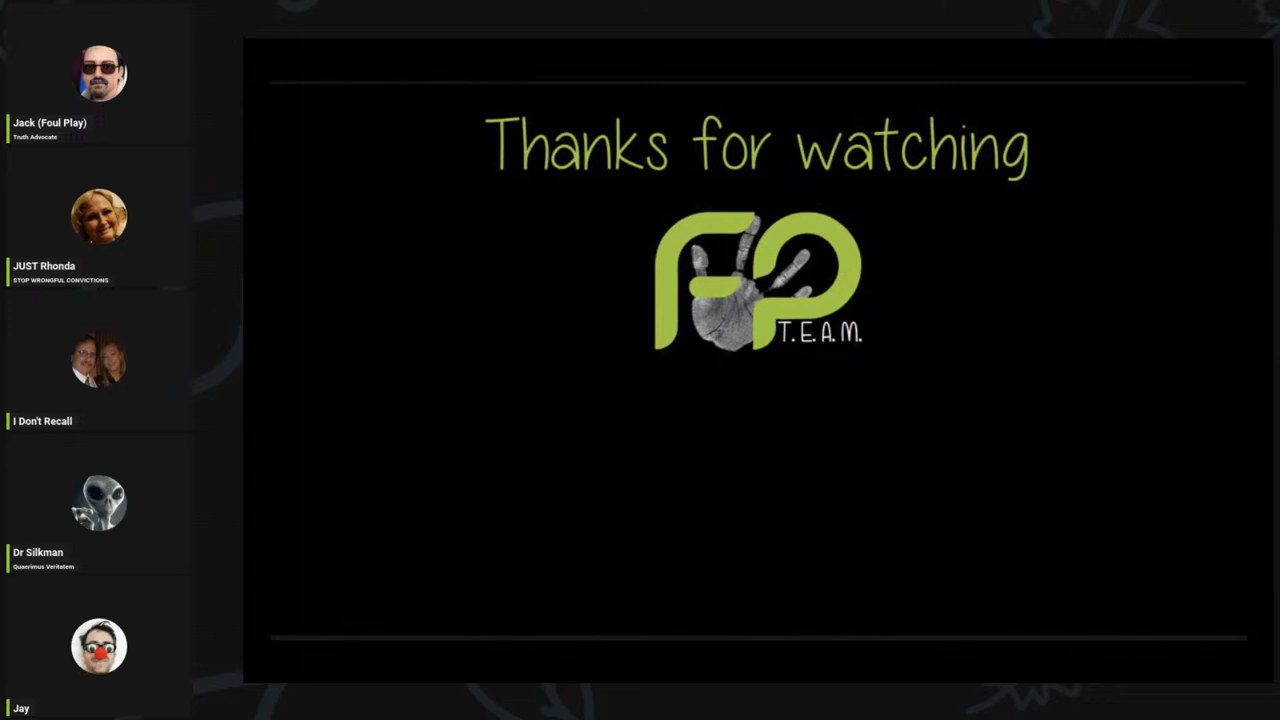 Jack (Foul Play)
Truth Advocate
JUST Rhonda
STOP WRONGFUL CONVICTIONS
I Don't Recall
Dr Silkman
Quaerimus Veritatem
Jay
Thanks for watching
FP
T.E.A.M.